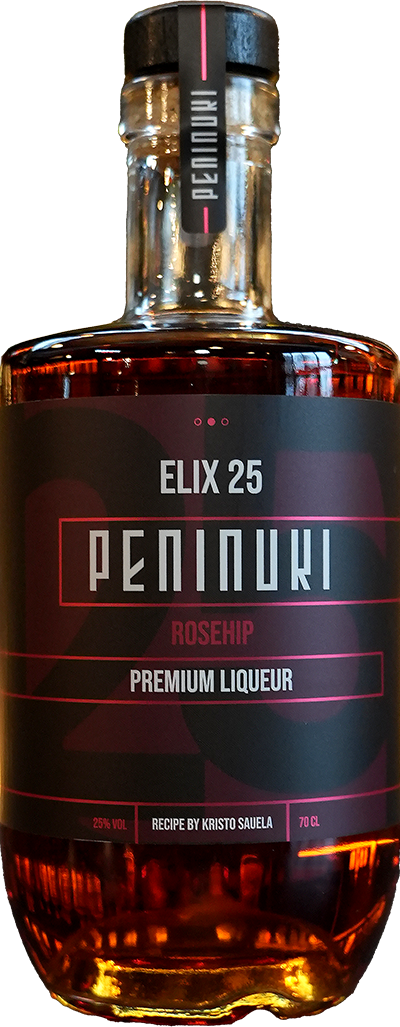 PENINUKI
ELIX 25
PENINUKI
ROSEHIP
PREMIUM LIQUEUR
25% VOL
RECIPE BY KRISTO SAUELA
70 CL